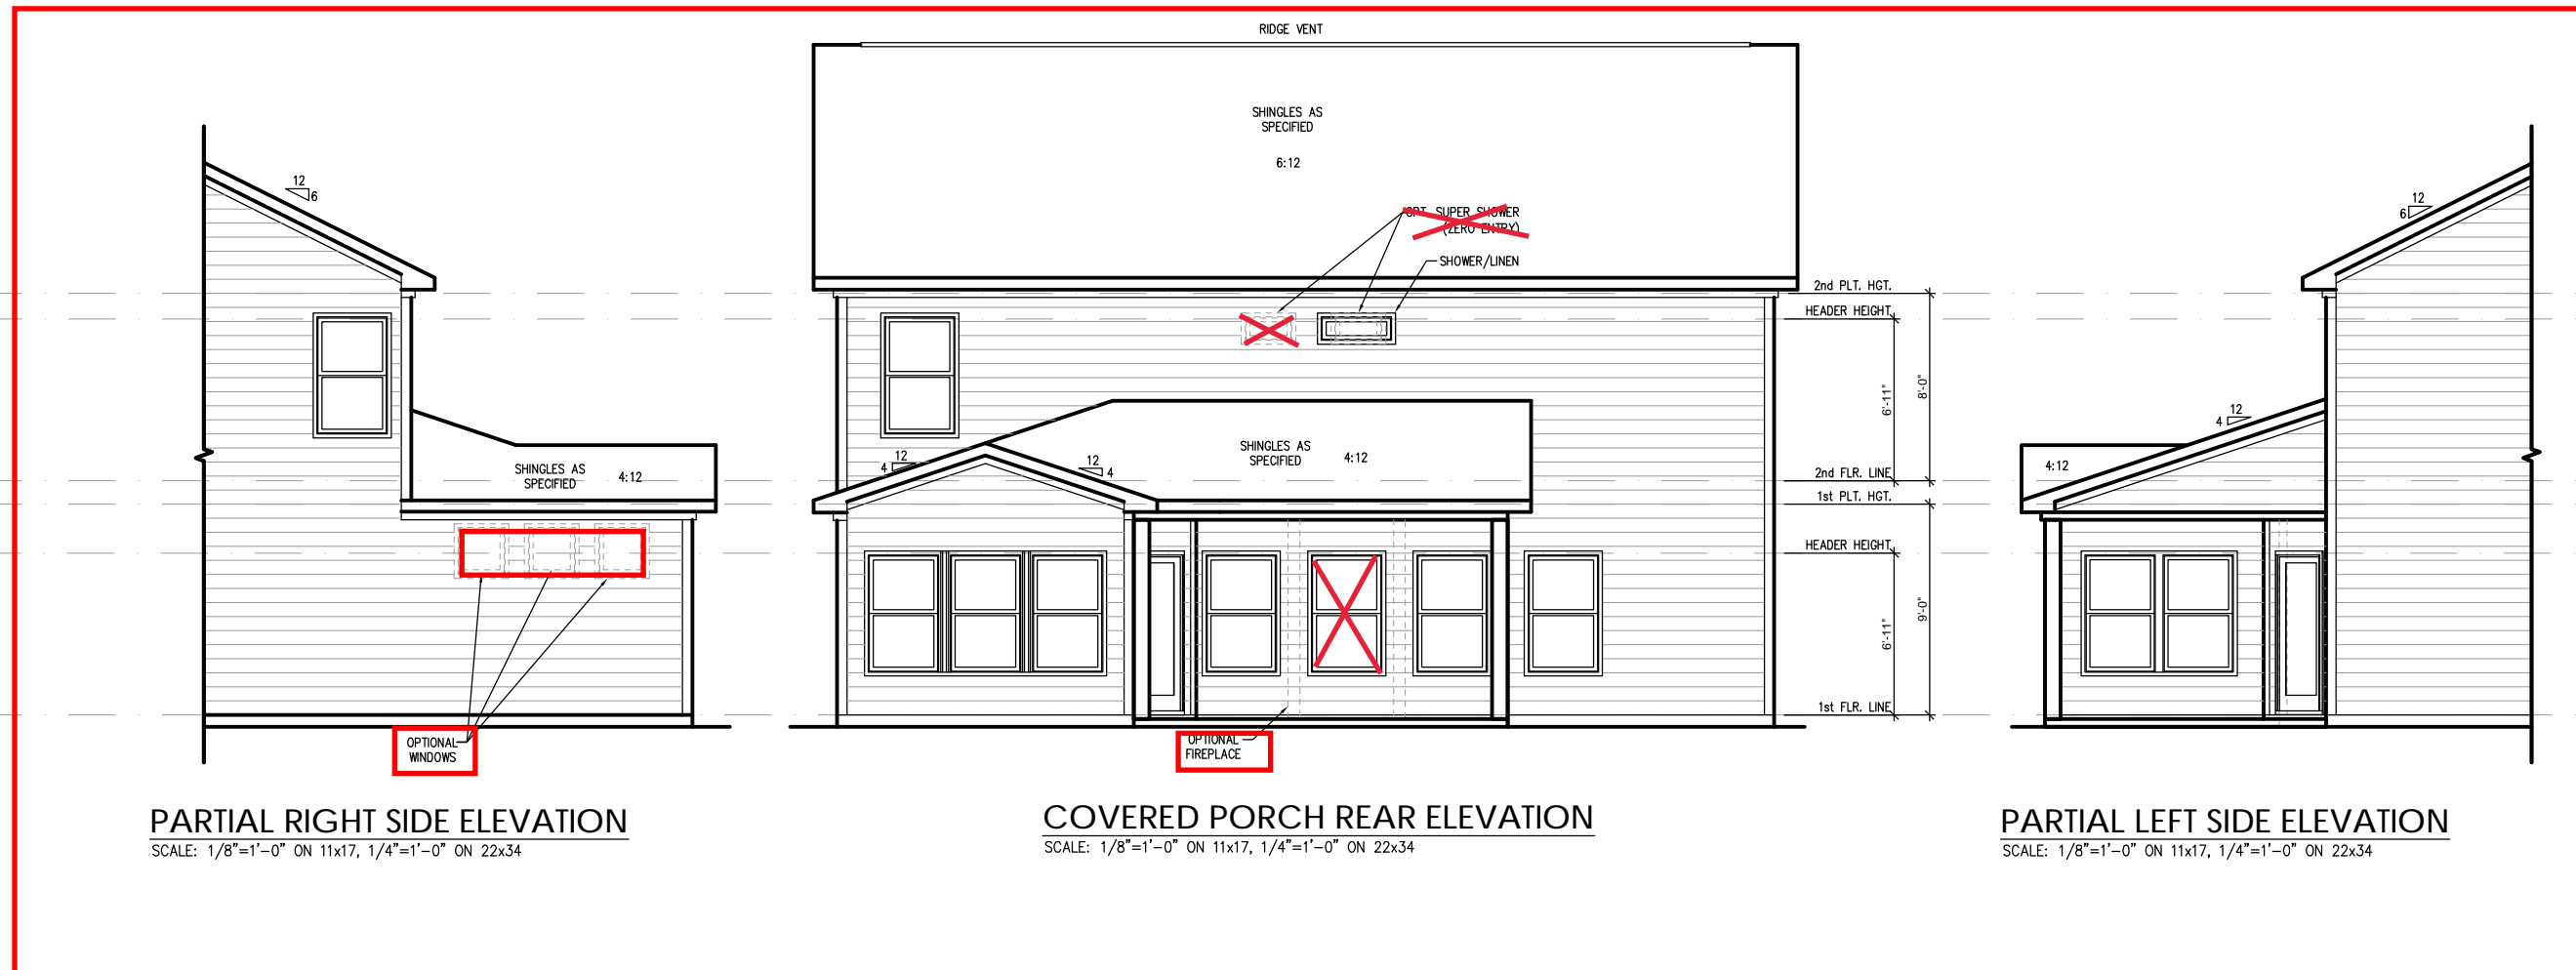 RIDGE VENT
SHINGLES AS
SPECIFIED
6:12
OPT. SUPER SHOWER
(ZERO ENTRY)
SHOWER/LINEN
12
6
SHINGLES AS
SPECIFIED
4:12
OPTIONAL
WINDOWS
PARTIAL RIGHT SIDE ELEVATION
SCALE: 1/8"=1'-0" ON 11x17, 1/4"=1'-0" ON 22x34
12
4
12
4
SHINGLES AS
SPECIFIED
4:12
OPTIONAL
FIREPLACE
2nd PLT. HGT.
HEADER HEIGHT
6'-11"
8'-0"
2nd FLR. LINE
1st PLT. HGT.
HEADER HEIGHT
6'-11"
9'-0"
1st FLR. LINE
COVERED PORCH REAR ELEVATION
SCALE: 1/8"=1'-0" ON 11x17, 1/4"=1'-0" ON 22x34
12
6
12
4
4:12
PARTIAL LEFT SIDE ELEVATION
SCALE: 1/8"=1'-0" ON 11x17, 1/4"=1'-0" ON 22x34